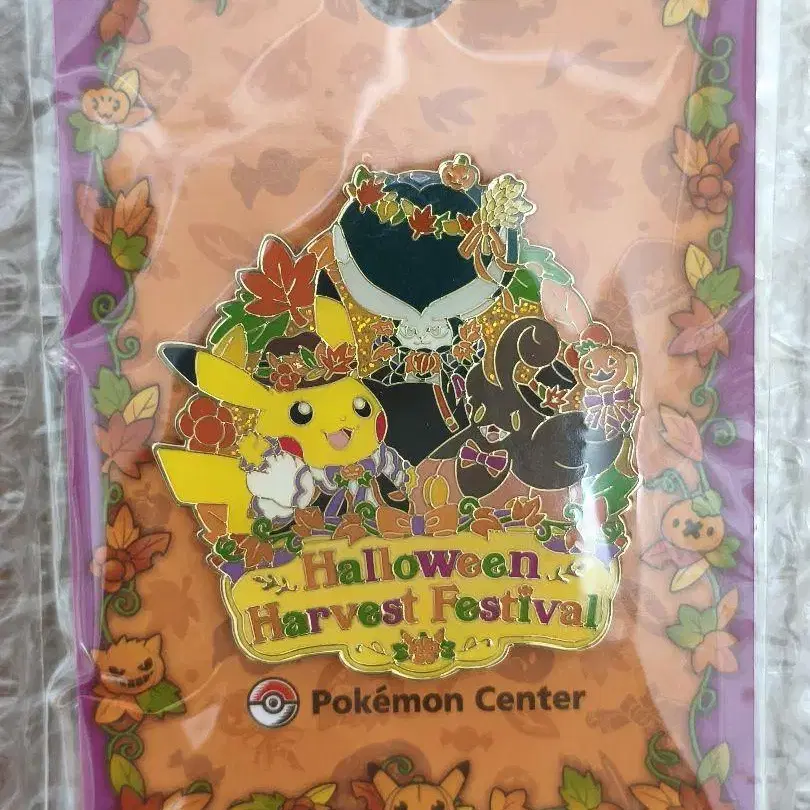 Halloween
Harvest Festival
Pokémon Center